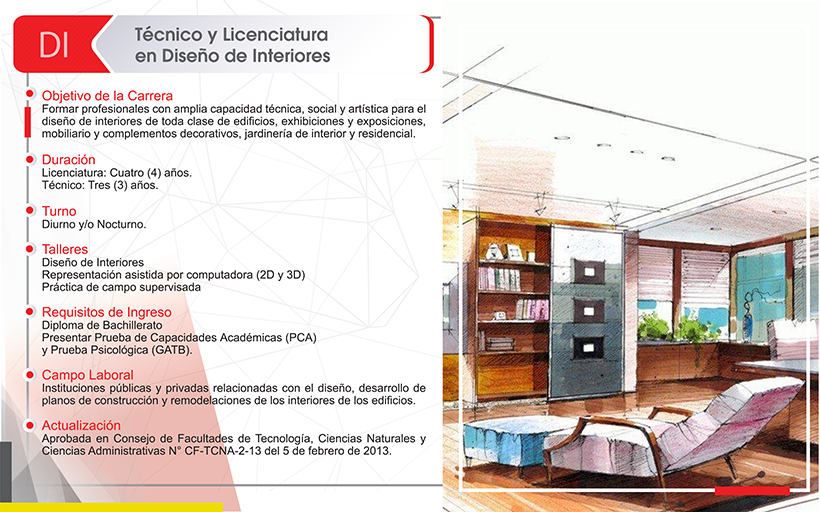 DI
Técnico y Licenciatura
en Diseño de Interiores
Objetivo de la Carrera
Formar profesionales con amplia capacidad técnica, social y artística para el
diseño de interiores de toda clase de edificios, exhibiciones y exposiciones,
mobiliario y complementos decorativos, jardinería de interior y residencial.
Duración
Licenciatura: Cuatro (4) años.
Técnico: Tres (3) años.
Turno
Diurno y/o Nocturno.
Talleres
Diseño de Interiores
Representación asistida por computadora (2D y 3D)
Práctica de campo supervisada
Requisitos de Ingreso
Diploma de Bachillerato
Presentar Prueba de Capacidades Académicas (PCA)
y Prueba Psicológica (GATB).
Campo Laboral
Instituciones públicas y privadas relacionadas con el diseño, desarrollo de
planos de construcción y remodelaciones de los interiores de los edificios.
Actualización
Aprobada en Consejo de Facultades de Tecnología, Ciencias Naturales y
Ciencias Administrativas N° CF-TCNA-2-13 del 5 de febrero de 2013.